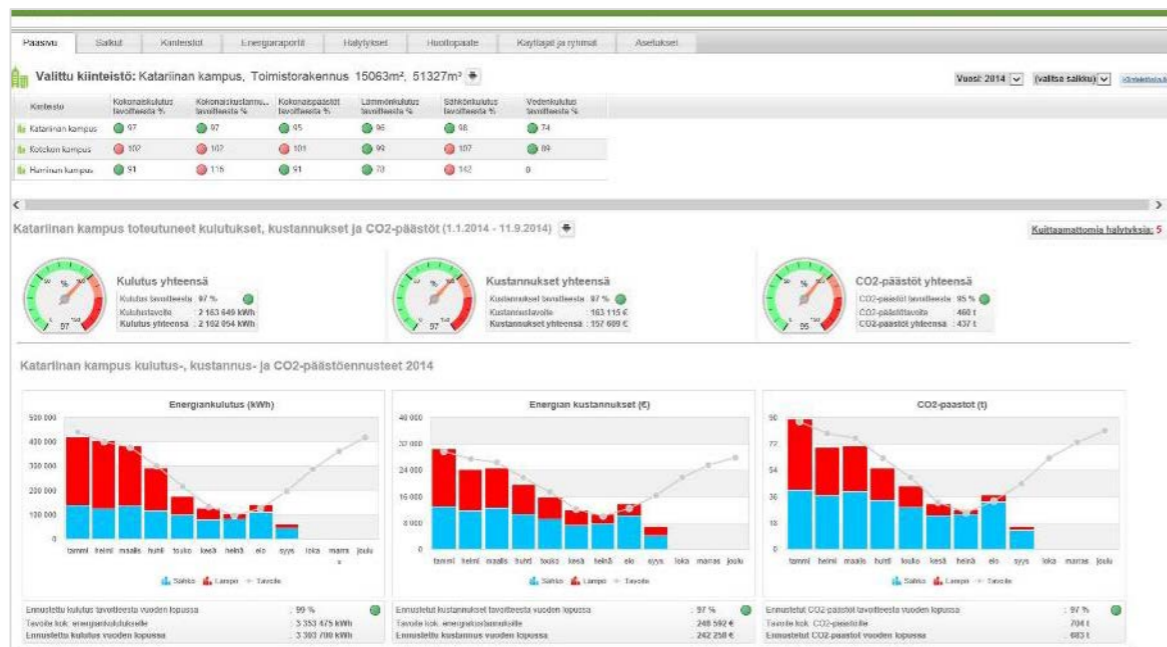 Pääsivu Salkut Kiinteistöt Energiaraportit Hälytykset Huoltopääte Käyttäjät ja ryhmät Asetukset
Valittu kiinteistö: Katariinan kampus, Toimistorakennus 15063m², 51327m³
Vuosi: 2014 (valitse salkku)
Kiinteistö Kokonaiskulutus tavoitteesta % Kokonaiskustannu... tavoitteesta % Kokonaispäästöt tavoitteesta % Lämmönkulutus tavoitteesta % Sähkönkulutus tavoitteesta % Vedenkulutus tavoitteesta %
Katariinan kampus 97 97 95 96 98 74
Kotekon kampus 102 102 101 99 107 89
Haminan kampus 91 116 91 78 142 0
Katariinan kampus toteutuneet kulutukset, kustannukset ja CO2-päästöt (1.1.2014 - 11.9.2014)
Kuittaamattomia hälytyksiä: 5
Kulutus yhteensä
Kulutus tavoitteesta 97 %
Kulutustavoite : 2 163 649 kWh
Kulutus yhteensä : 2 102 054 kWh
% 97
Kustannukset yhteensä
Kustannukset tavoitteesta 97 %
Kustannustavoite : 163 115 €
Kustannukset yhteensä : 157 609 €
% 97
CO2-päästöt yhteensä
CO2-päästöt tavoitteesta 95 %
CO2-päästötavoite : 460 t
CO2-päästöt yhteensä : 437 t
% 95
Katariinan kampus kulutus-, kustannus- ja CO2-päästöennusteet 2014
Energiankulutus (kWh)
500 000
400 000
300 000
200 000
100 000
0
tammi helmi maalis huhti touko kesä heinä elo syys loka marra joulu
s
Sähkö Lämpö Tavoite
Ennustettu kulutus tavoitteesta vuoden lopussa : 99 %
Tavoite kok. energiankulutukselle : 3 353 475 kWh
Ennustettu kulutus vuoden lopussa : 3 303 700 kWh
Energian kustannukset (€)
40 000
32 000
24 000
16 000
8 000
0
tammi helmi maalis huhti touko kesä heinä elo syys loka marras joulu
Sähkö Lämpö Tavoite
Ennustetut kustannukset tavoitteesta vuoden lopussa : 97 %
Tavoite kok. energiakustannuksille : 248 592 €
Ennustettu kustannus vuoden lopussa : 242 258 €
CO2-päästöt (t)
90
72
54
36
18
0
tammi helmi maalis huhti touko kesä heinä elo syys loka marras joulu
Sähkö Lämpö Tavoite
Ennustetut CO2-päästöt tavoitteesta vuoden lopussa : 97 %
Tavoite kok. CO2-päästöille : 704 t
Ennustetut CO2-päästöt vuoden lopussa : 683 t